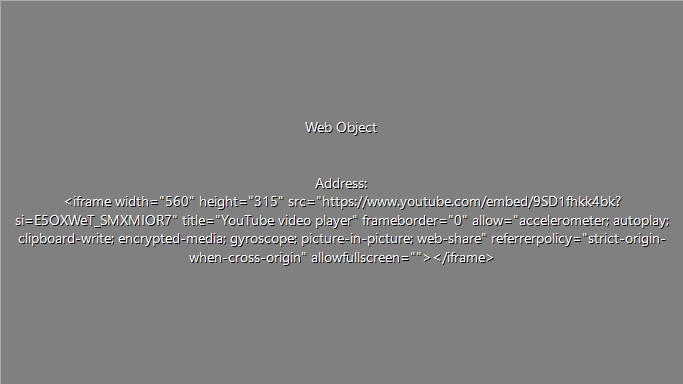 Web Object
Address:
<iframe width="560" height="315" src="https://www.youtube.com/embed/9SD1fhkk4bk?
si=E5OXWeT_SMXMIOR7" title="YouTube video player" frameborder="0" allow="accelerometer; autoplay;
clipboard-write; encrypted-media; gyroscope; picture-in-picture; web-share" referrerpolicy="strict-origin-
when-cross-origin" allowfullscreen=""></iframe>